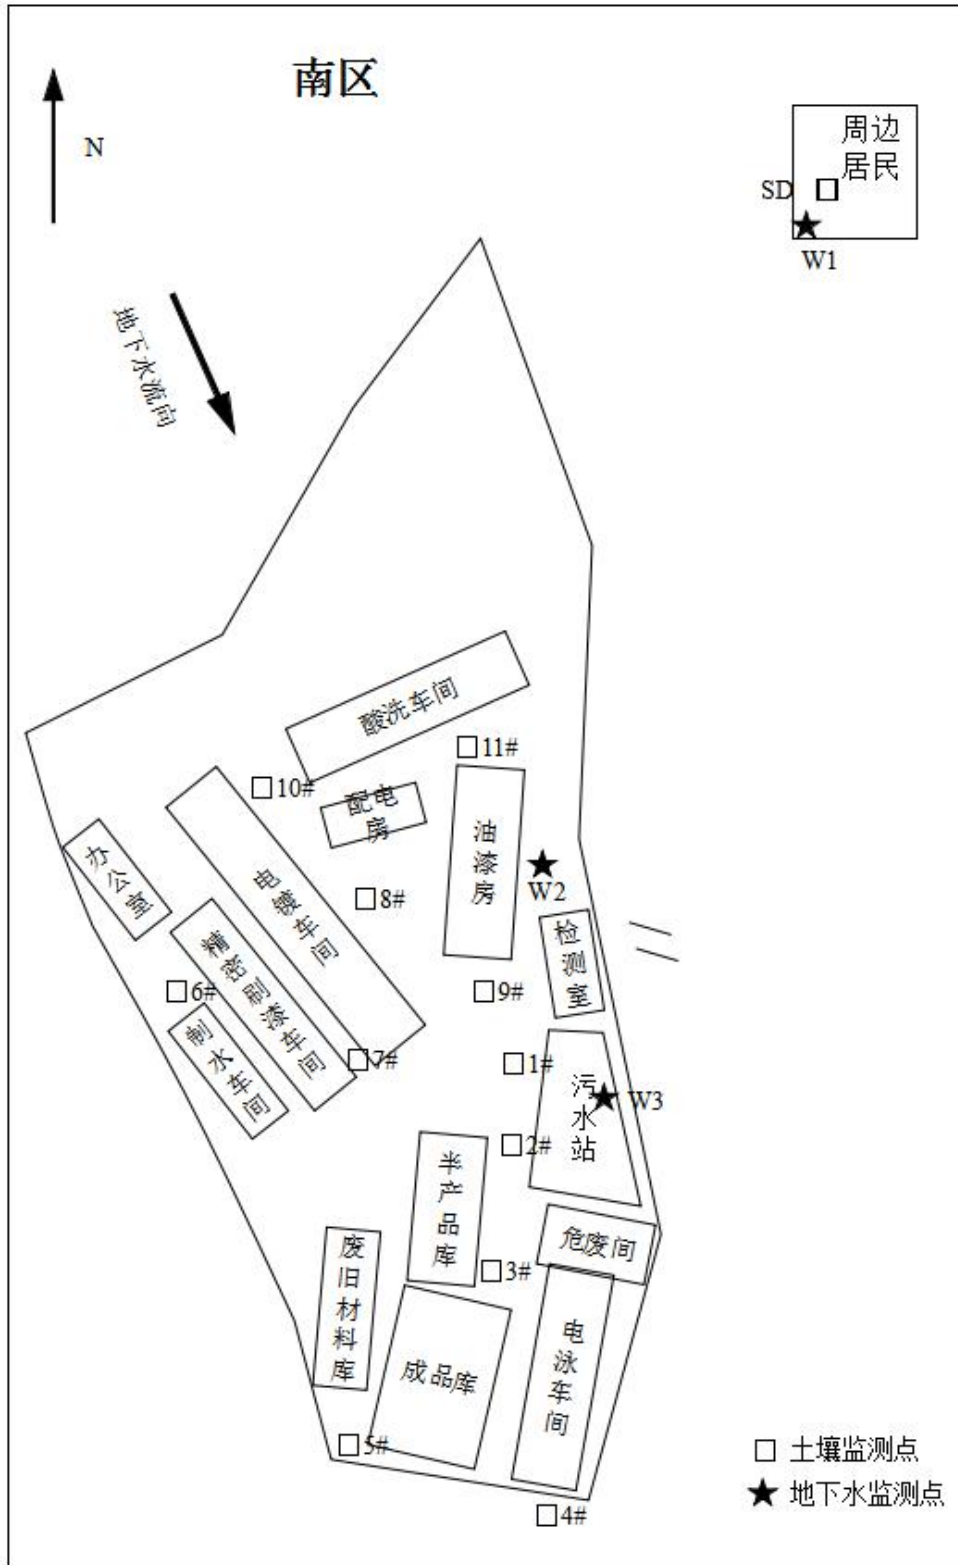 南区
N
周边
居民
SD
W1
地下水流向
酸洗车间
11#
10#
配电
房
油漆房
办公室
电镀车间
8#
W2
精密刷漆车间
检测室
6#
9#
制水车间
7#
1#
污水站
W3
2#
半产品库
危废间
废旧材料库
3#
电泳车间
成品库
5#
土壤监测点
地下水监测点
4#